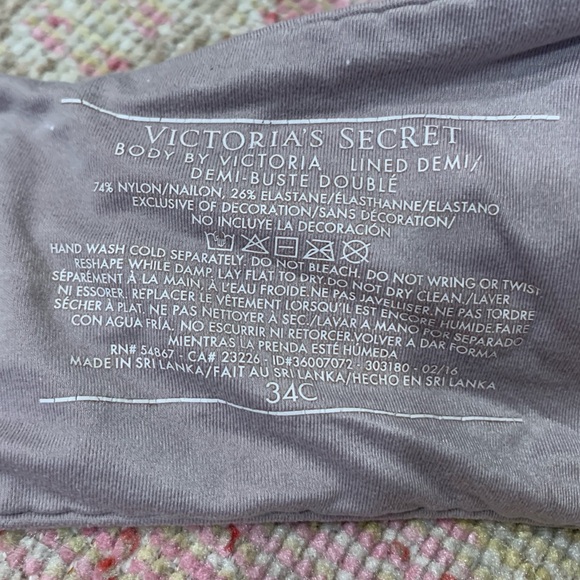 VICTORIA'S SECRET
BODY BY VICTORIA LINED DEMI/
DEMI-BUSTE DOUBLÉ
74% NYLON/NAILON, 26% ELASTANE/ÉLASTHANNE/ELASTANO
EXCLUSIVE OF DECORATION/SANS DÉCORATION/
NO INCLUYE LA DECORACIÓN
HAND WASH COLD SEPARATELY. DO NOT BLEACH. DO NOT WRING OR TWIST.
RESHAPE WHILE DAMP. LAY FLAT TO DRY. DO NOT DRY CLEAN./LAVER
SÉPARÉMENT À LA MAIN, À L'EAU FROIDE. NE PAS JAVELLISER. NE PAS TORDRE
NI ESSORER. REPLACER LE VÊTEMENT LORSQU'IL EST ENCORE HUMIDE. FAIRE
SÉCHER À PLAT. NE PAS NETTOYER À SEC./LAVAR A MANO POR SEPARADO
CON AGUA FRÍA. NO ESCURRIR NI RETORCER. VOLVER A DAR FORMA
MIENTRAS LA PRENDA ESTÉ HÚMEDA
RN# 54867 - CA# 23226 - ID#36007072 - 303180 - 02/16
MADE IN SRI LANKA/FAIT AU SRI LANKA/HECHO EN SRI LANKA
34C